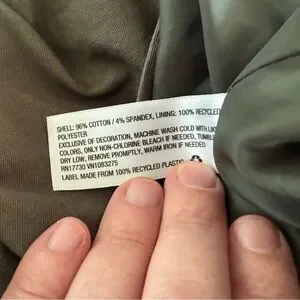 SHELL: 96% COTTON / 4% SPANDEX, LINING: 100% RECYCLED
POLYESTER
EXCLUSIVE OF DECORATION, MACHINE WASH COLD WITH LIKE
COLORS, ONLY NON-CHLORINE BLEACH IF NEEDED, TUMBLE
DRY LOW, REMOVE PROMPTLY, WARM IRON IF NEEDED
RN17730 VN1083275
LABEL MADE FROM 100% RECYCLED PLASTIC